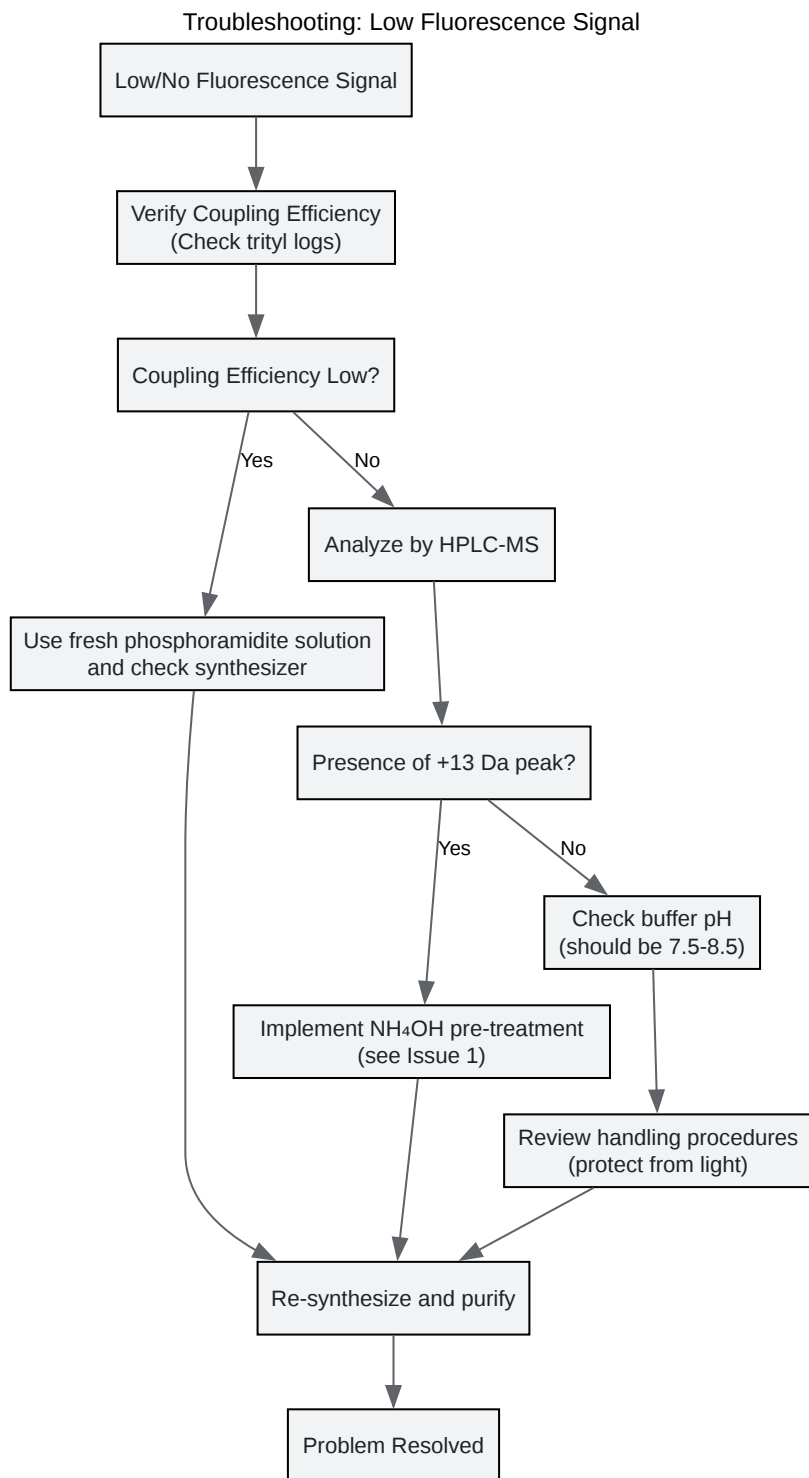 Troubleshooting: Low Fluorescence Signal
Low/No Fluorescence Signal
Verify Coupling Efficiency
(Check trityl logs)
Coupling Efficiency Low?
Yes
No
Analyze by HPLC-MS
Use fresh phosphoramidite solution
and check synthesizer
Presence of +13 Da peak?
Yes
No
Check buffer pH
(should be 7.5-8.5)
Implement NH₄OH pre-treatment
(see Issue 1)
Review handling procedures
(protect from light)
Re-synthesize and purify
Problem Resolved